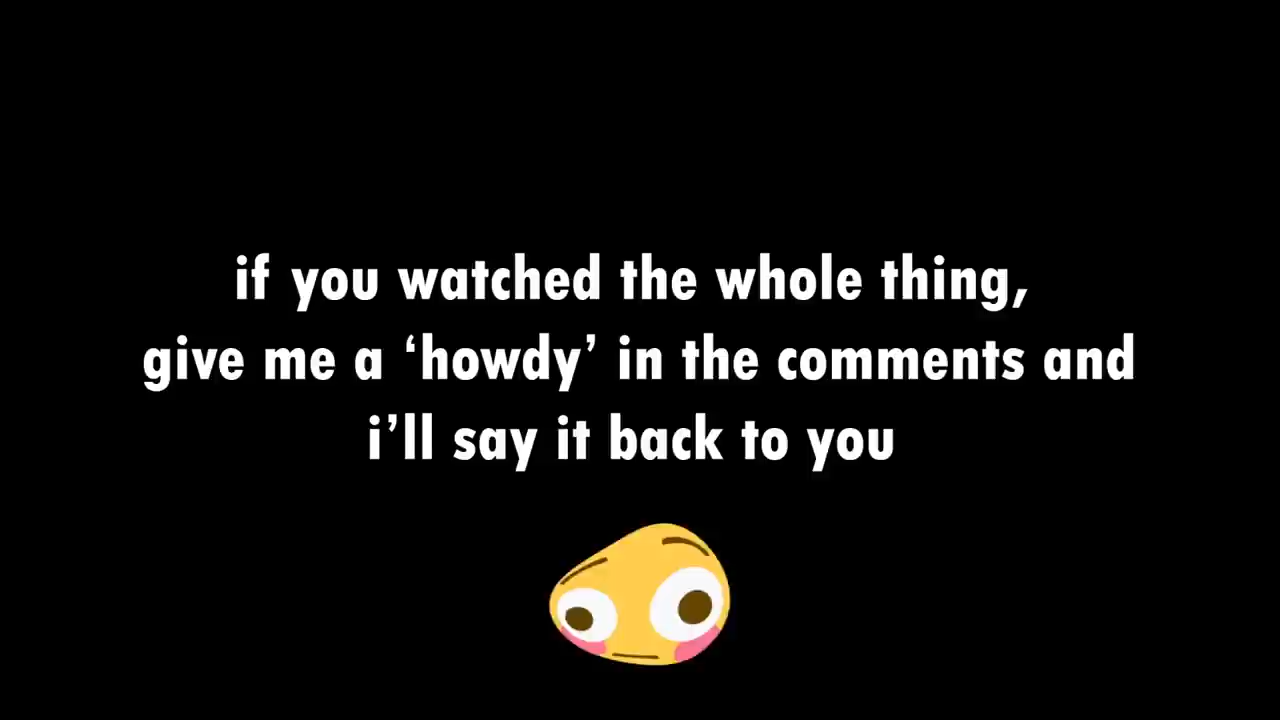 if you watched the whole thing,
give me a ‘howdy’ in the comments and
i’ll say it back to you